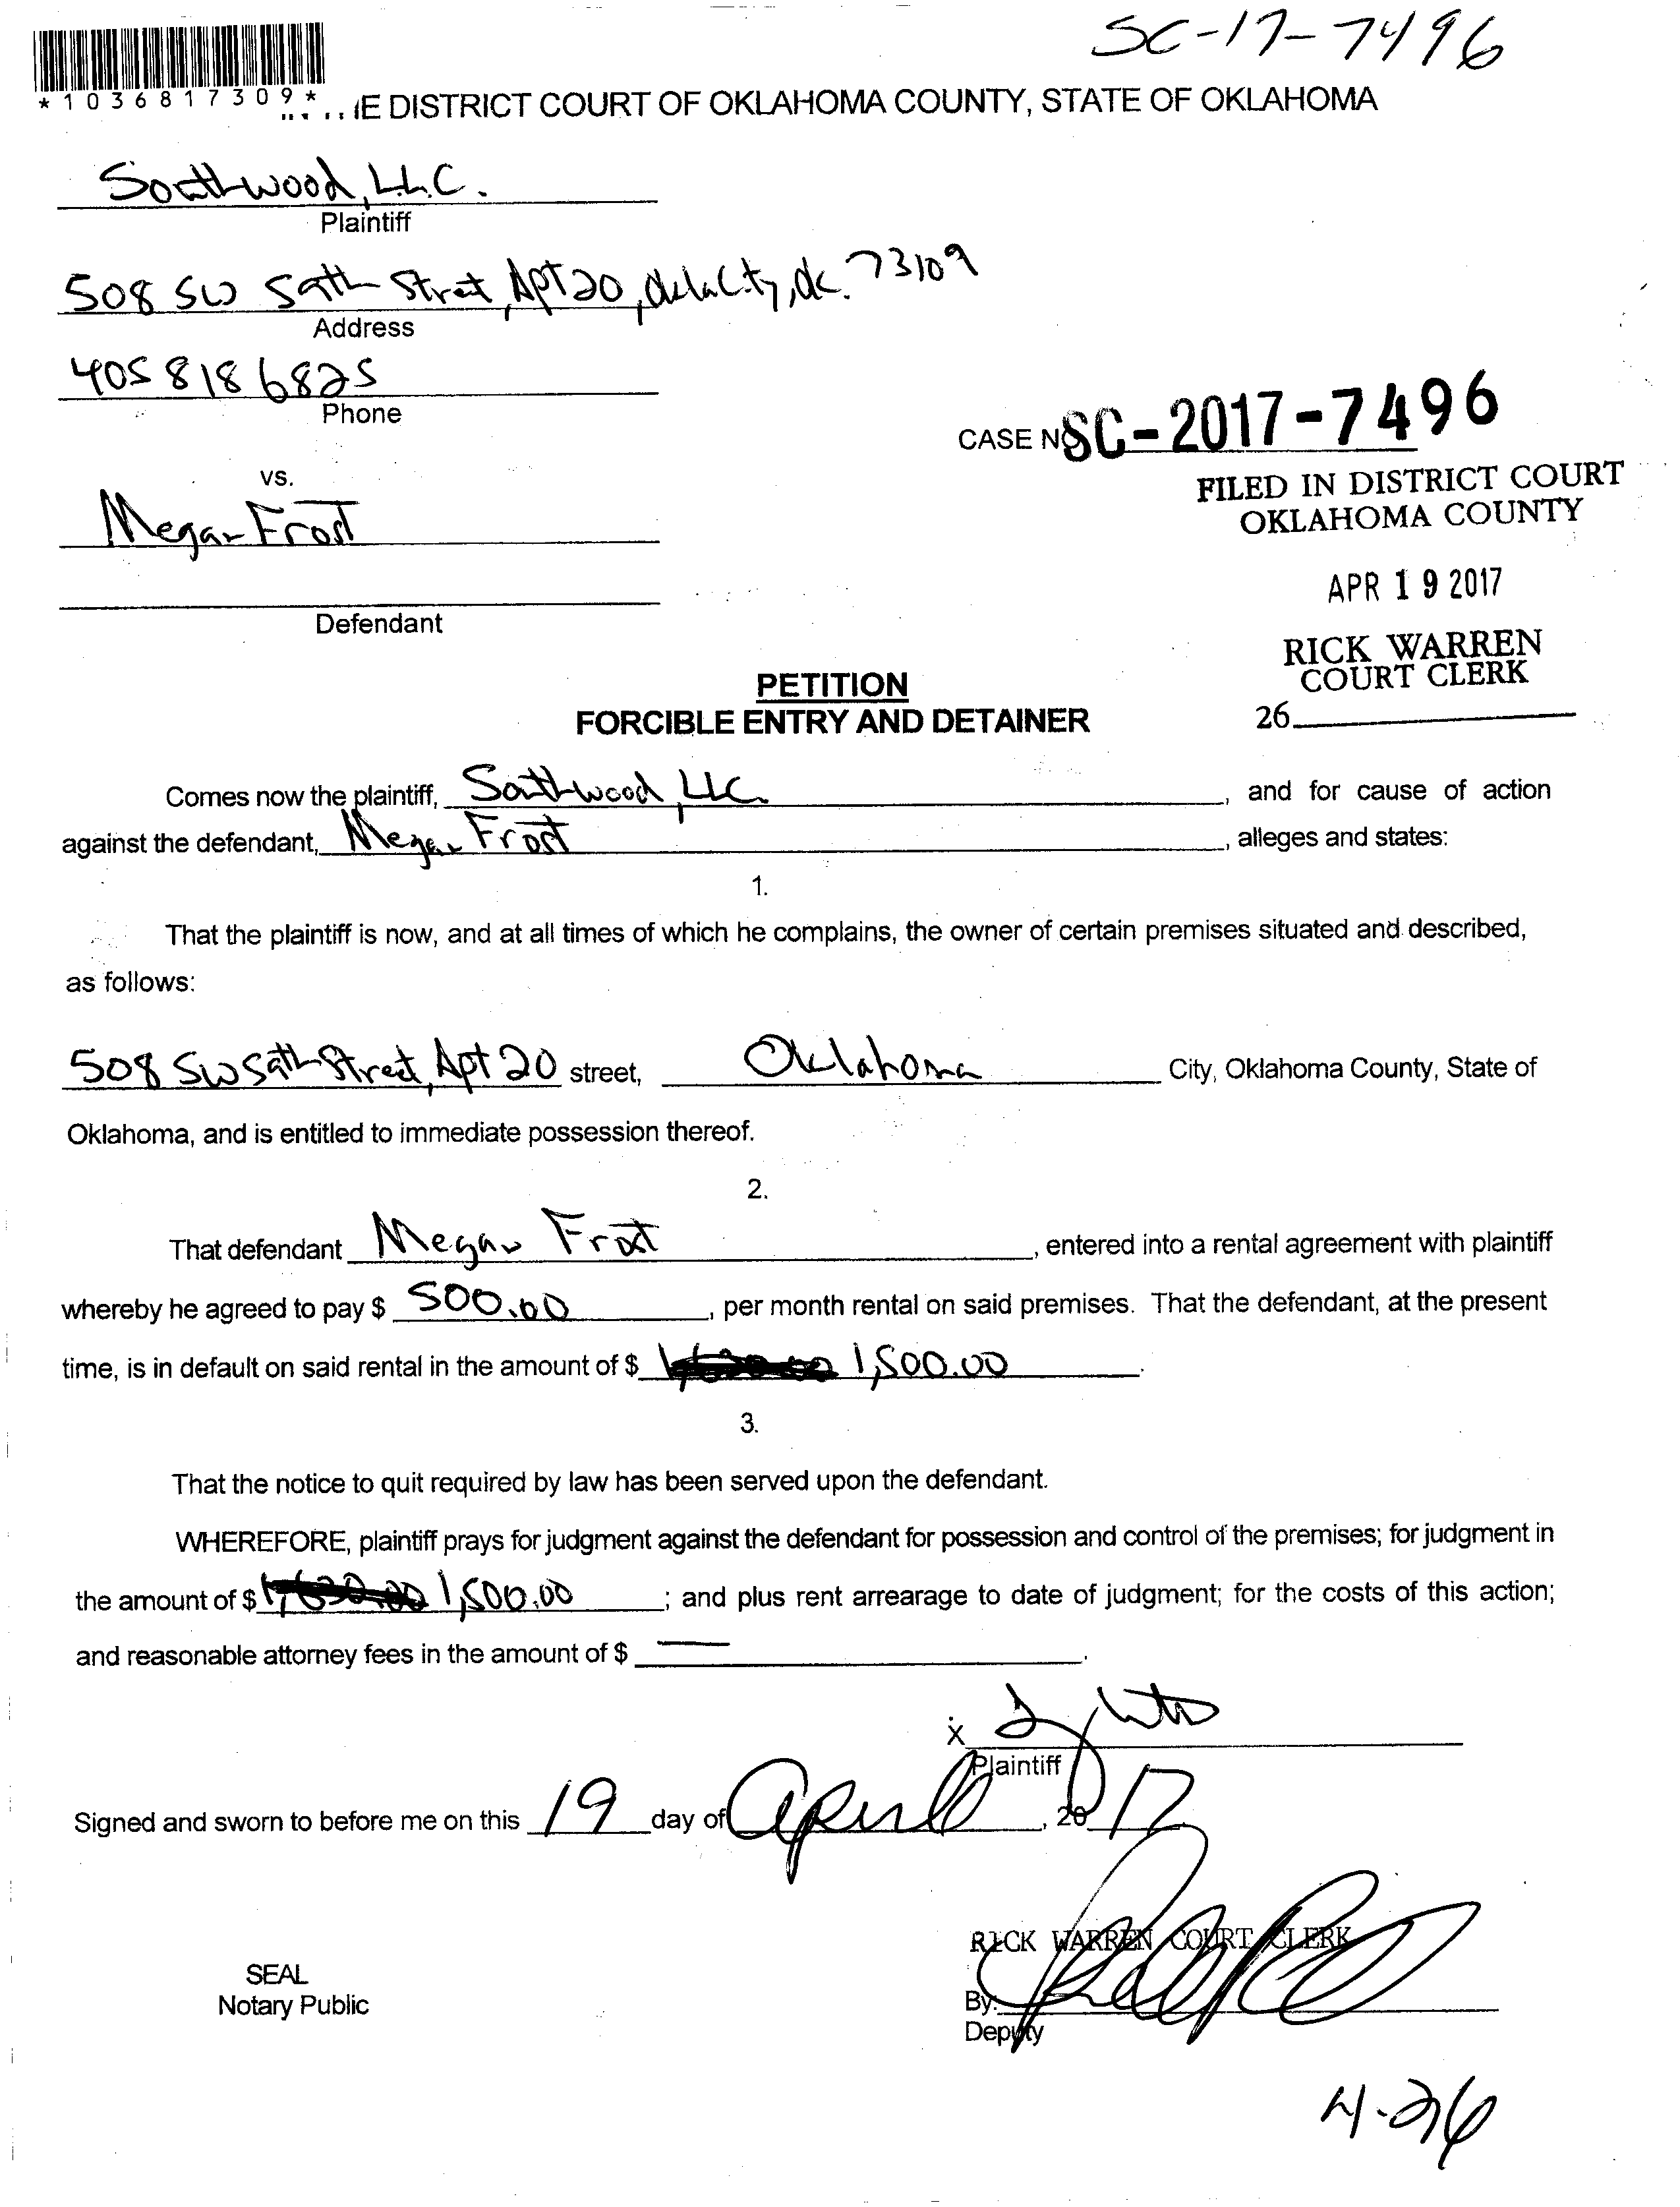 SC-17-7496
*1036817309*
IE DISTRICT COURT OF OKLAHOMA COUNTY, STATE OF OKLAHOMA
Southwood, LLC.
Plaintiff
508 SW 59th Street, Apt 20, Okla City, Ok. 73109
Address
405 818 6825
Phone
CASE NO SC-2017-7496
FILED IN DISTRICT COURT
OKLAHOMA COUNTY
vs.
Megan Frost
APR 19 2017
Defendant
RICK WARREN
COURT CLERK
26
PETITION
FORCIBLE ENTRY AND DETAINER
Comes now the plaintiff, Southwood, LLC. , and for cause of action
against the defendant, Megan Frost , alleges and states:
1.
That the plaintiff is now, and at all times of which he complains, the owner of certain premises situated and described,
as follows:
508 SW 59th Street, Apt 20 street, Oklahoma City, Oklahoma County, State of
Oklahoma, and is entitled to immediate possession thereof.
2.
That defendant Megan Frost , entered into a rental agreement with plaintiff
whereby he agreed to pay $ 500.00 , per month rental on said premises. That the defendant, at the present
time, is in default on said rental in the amount of $ 1,500.00 .
3.
That the notice to quit required by law has been served upon the defendant.
WHEREFORE, plaintiff prays for judgment against the defendant for possession and control of the premises; for judgment in
the amount of $ 1,500.00 ; and plus rent arrearage to date of judgment; for the costs of this action;
and reasonable attorney fees in the amount of $ — .
x
Plaintiff
Signed and sworn to before me on this 19 day of April , 20 17
RICK WARREN COURT CLERK
SEAL
Notary Public
By:
Deputy
4-26